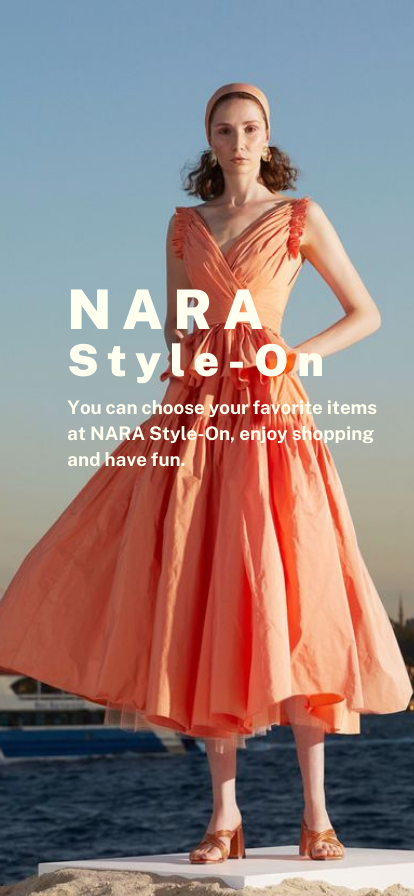 NARA
Style-On
You can choose your favorite items
at NARA Style-On, enjoy shopping
and have fun.